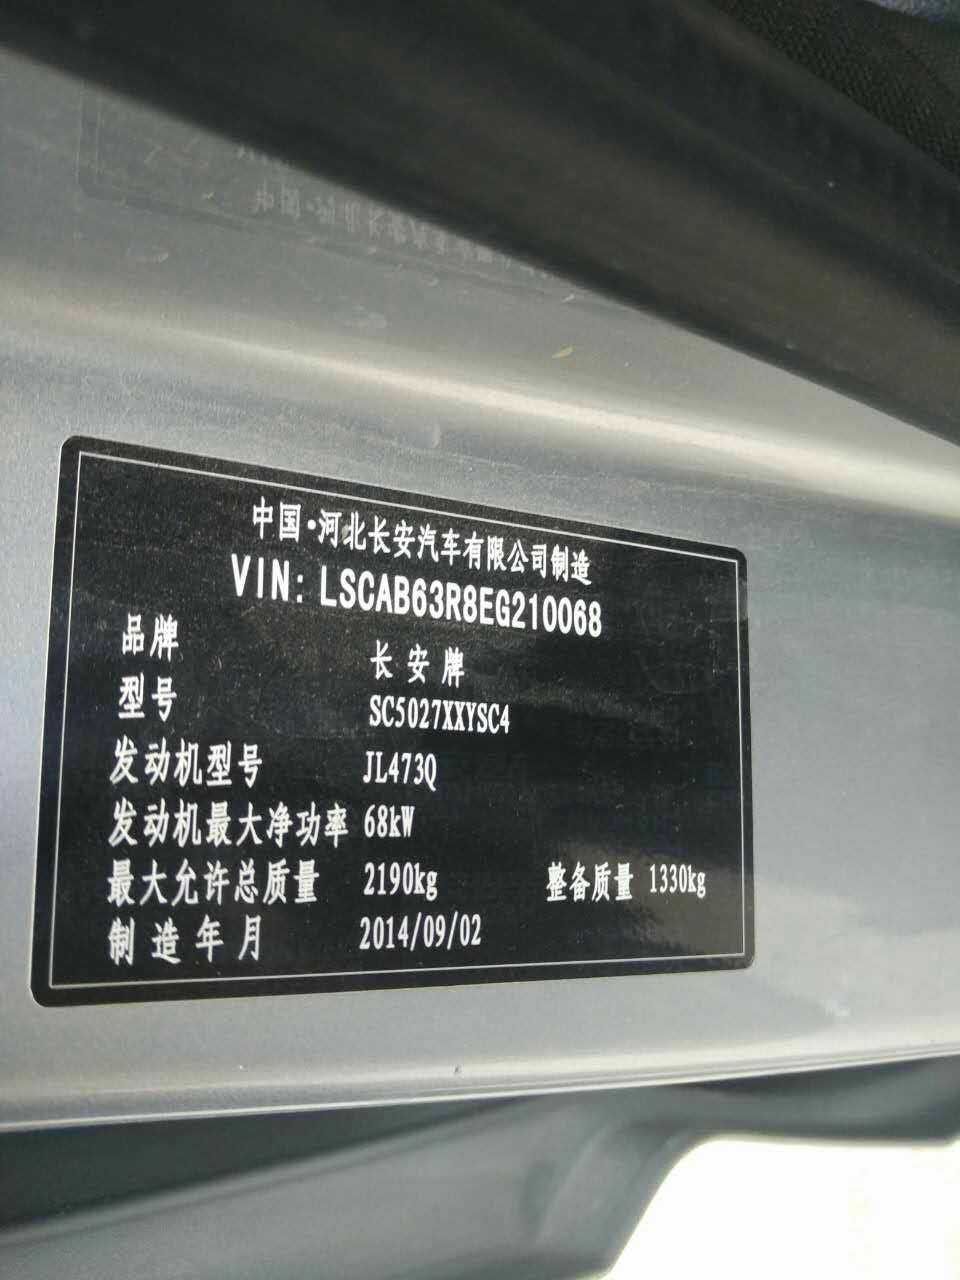 中国·河北长安汽车有限公司制造
VIN: LSCAB63R8EG210068
品牌 长安牌
型号 SC5027XXYSC4
发动机型号 JL473Q
发动机最大净功率 68kW
最大允许总质量 2190kg 整备质量 1330kg
制造年月 2014/09/02